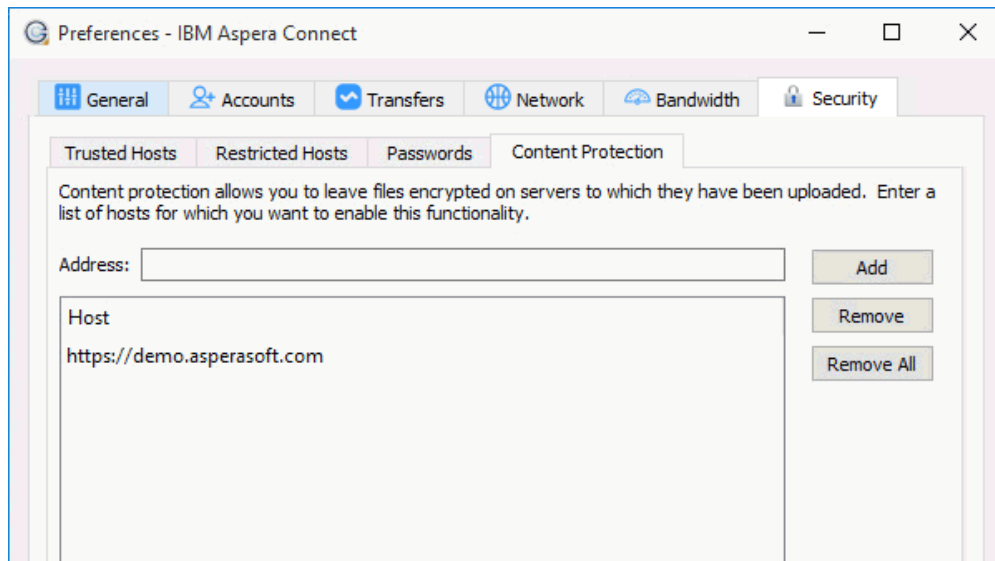 Preferences - IBM Aspera Connect
General Accounts Transfers Network Bandwidth Security
Trusted Hosts Restricted Hosts Passwords Content Protection
Content protection allows you to leave files encrypted on servers to which they have been uploaded. Enter a
list of hosts for which you want to enable this functionality.
Address: Add
Host Remove
https://demo.asperasoft.com Remove All